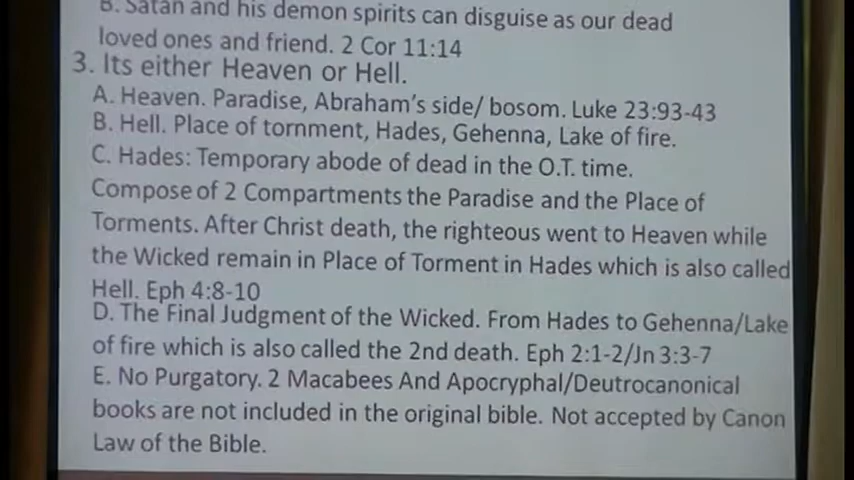 B. Satan and his demon spirits can disguise as our dead
loved ones and friend. 2 Cor 11:14
3. Its either Heaven or Hell.
A. Heaven. Paradise, Abraham's side/ bosom. Luke 23:93-43
B. Hell. Place of tornment, Hades, Gehenna, Lake of fire.
C. Hades: Temporary abode of dead in the O.T. time.
Compose of 2 Compartments the Paradise and the Place of
Torments. After Christ death, the righteous went to Heaven while
the Wicked remain in Place of Torment in Hades which is also called
Hell. Eph 4:8-10
D. The Final Judgment of the Wicked. From Hades to Gehenna/Lake
of fire which is also called the 2nd death. Eph 2:1-2/Jn 3:3-7
E. No Purgatory. 2 Macabees And Apocryphal/Deutrocanonical
books are not included in the original bible. Not accepted by Canon
Law of the Bible.